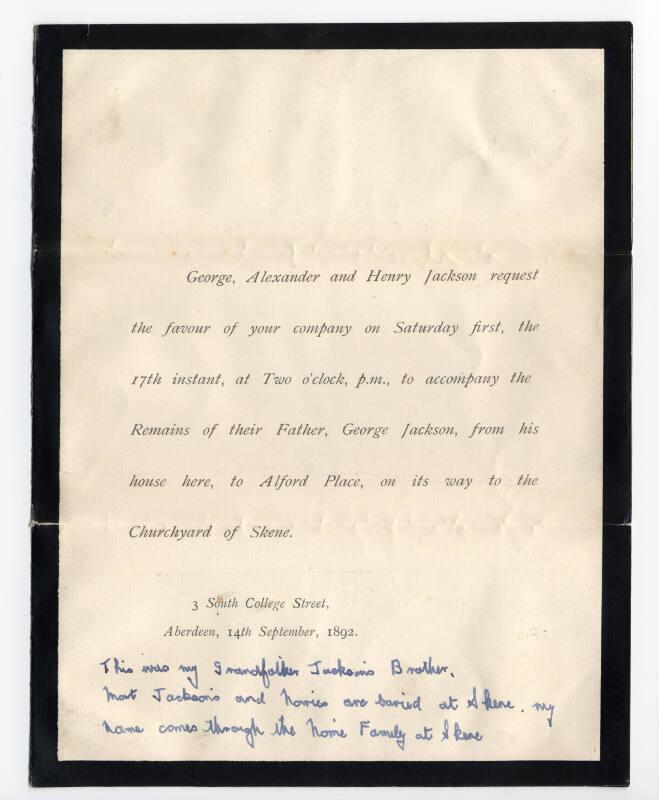 George, Alexander and Henry Jackson request
the favour of your company on Saturday first, the
17th instant, at Two o'clock, p.m., to accompany the
Remains of their Father, George Jackson, from his
house here, to Alford Place, on its way to the
Churchyard of Skene.
3 South College Street,
Aberdeen, 14th September, 1892.
This was my Grandfather Jackson's Brother.
Most Jacksons and Norries are buried at Skene. my
name comes through the Norrie Family at Skene